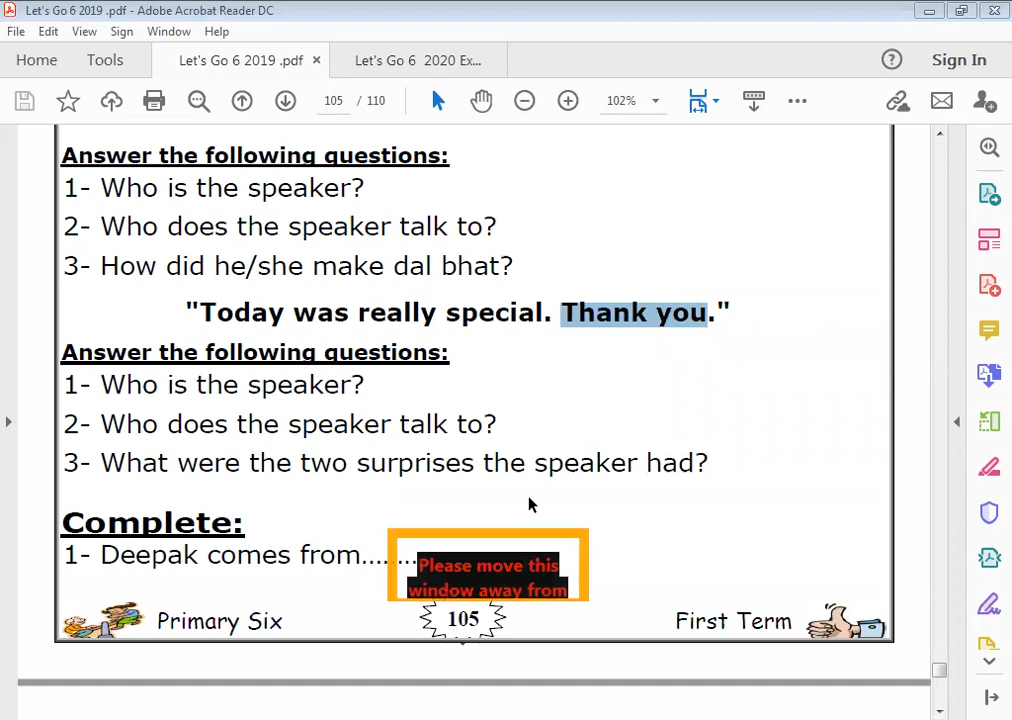 Let's Go 6 2019 .pdf - Adobe Acrobat Reader DC
File Edit View Sign Window Help
Home Tools Let's Go 6 2019 .pdf × Let's Go 6 2020 Ex... Sign In
105 / 110 102%
Answer the following questions:
1- Who is the speaker?
2- Who does the speaker talk to?
3- How did he/she make dal bhat?
"Today was really special. Thank you."
Answer the following questions:
1- Who is the speaker?
2- Who does the speaker talk to?
3- What were the two surprises the speaker had?
Complete:
1- Deepak comes from........
Please move this
window away from
Primary Six 105 First Term